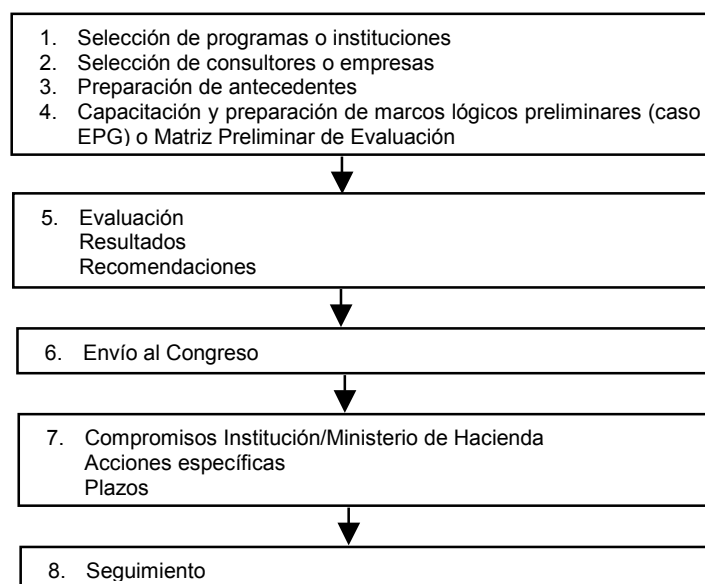 1. Selección de programas o instituciones
2. Selección de consultores o empresas
3. Preparación de antecedentes
4. Capacitación y preparación de marcos lógicos preliminares (caso
EPG) o Matriz Preliminar de Evaluación
5. Evaluación
Resultados
Recomendaciones
6. Envío al Congreso
7. Compromisos Institución/Ministerio de Hacienda
Acciones específicas
Plazos
8. Seguimiento